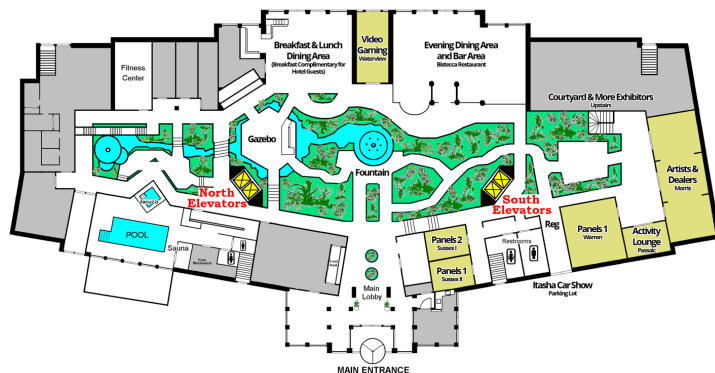 Fitness
Center
Breakfast & Lunch
Dining Area
(Breakfast Complimentary for
Hotel Guests)
Video
Gaming
Waterview
Evening Dining Area
and Bar Area
Bistecca Restaurant
Courtyard & More Exhibitors
Upstairs
Gazebo
Fountain
North
Elevators
South
Elevators
Artists &
Dealers
Morris
Jacuzzi
POOL
Sauna
Pool
Mechanical
Reg
Restrooms
Panels 2
Sussex I
Panels 1
Sussex II
Panels 1
Warren
Activity
Lounge
Passaic
Itasha Car Show
Parking Lot
Main
Lobby
MAIN ENTRANCE